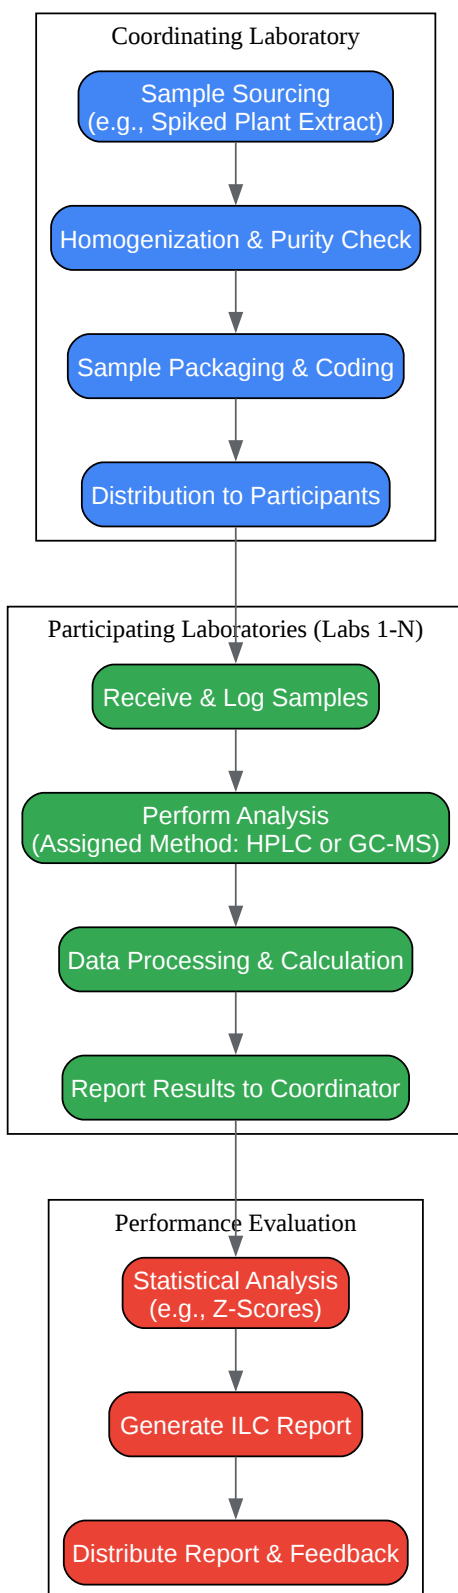 Coordinating Laboratory
Sample Sourcing
(e.g., Spiked Plant Extract)
Homogenization & Purity Check
Sample Packaging & Coding
Distribution to Participants
Participating Laboratories (Labs 1-N)
Receive & Log Samples
Perform Analysis
(Assigned Method: HPLC or GC-MS)
Data Processing & Calculation
Report Results to Coordinator
Performance Evaluation
Statistical Analysis
(e.g., Z-Scores)
Generate ILC Report
Distribute Report & Feedback